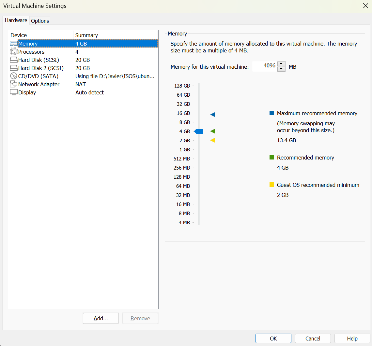 Virtual Machine Settings
Hardware Options
Device Summary
Memory 4 GB
Processors 4
Hard Disk (SCSI) 20 GB
Hard Disk 2 (SCSI) 20 GB
CD/DVD (SATA) Using file
Network Adapter NAT
Display Auto detect
Add...
Remove
Memory
Specify the amount of memory allocated to this virtual machine. The memory
size must be a multiple of 4 MB.
Memory for this virtual machine: 4096 MB
128 GB
64 GB
32 GB
16 GB
8 GB
4 GB
2 GB
1 GB
512 MB
256 MB
128 MB
64 MB
32 MB
16 MB
8 MB
4 MB
Maximum recommended memory
(Memory swapping may
occur beyond this size.)
13.4 GB
Recommended memory
4 GB
Guest OS recommended minimum
2 GB
OK
Cancel
Help